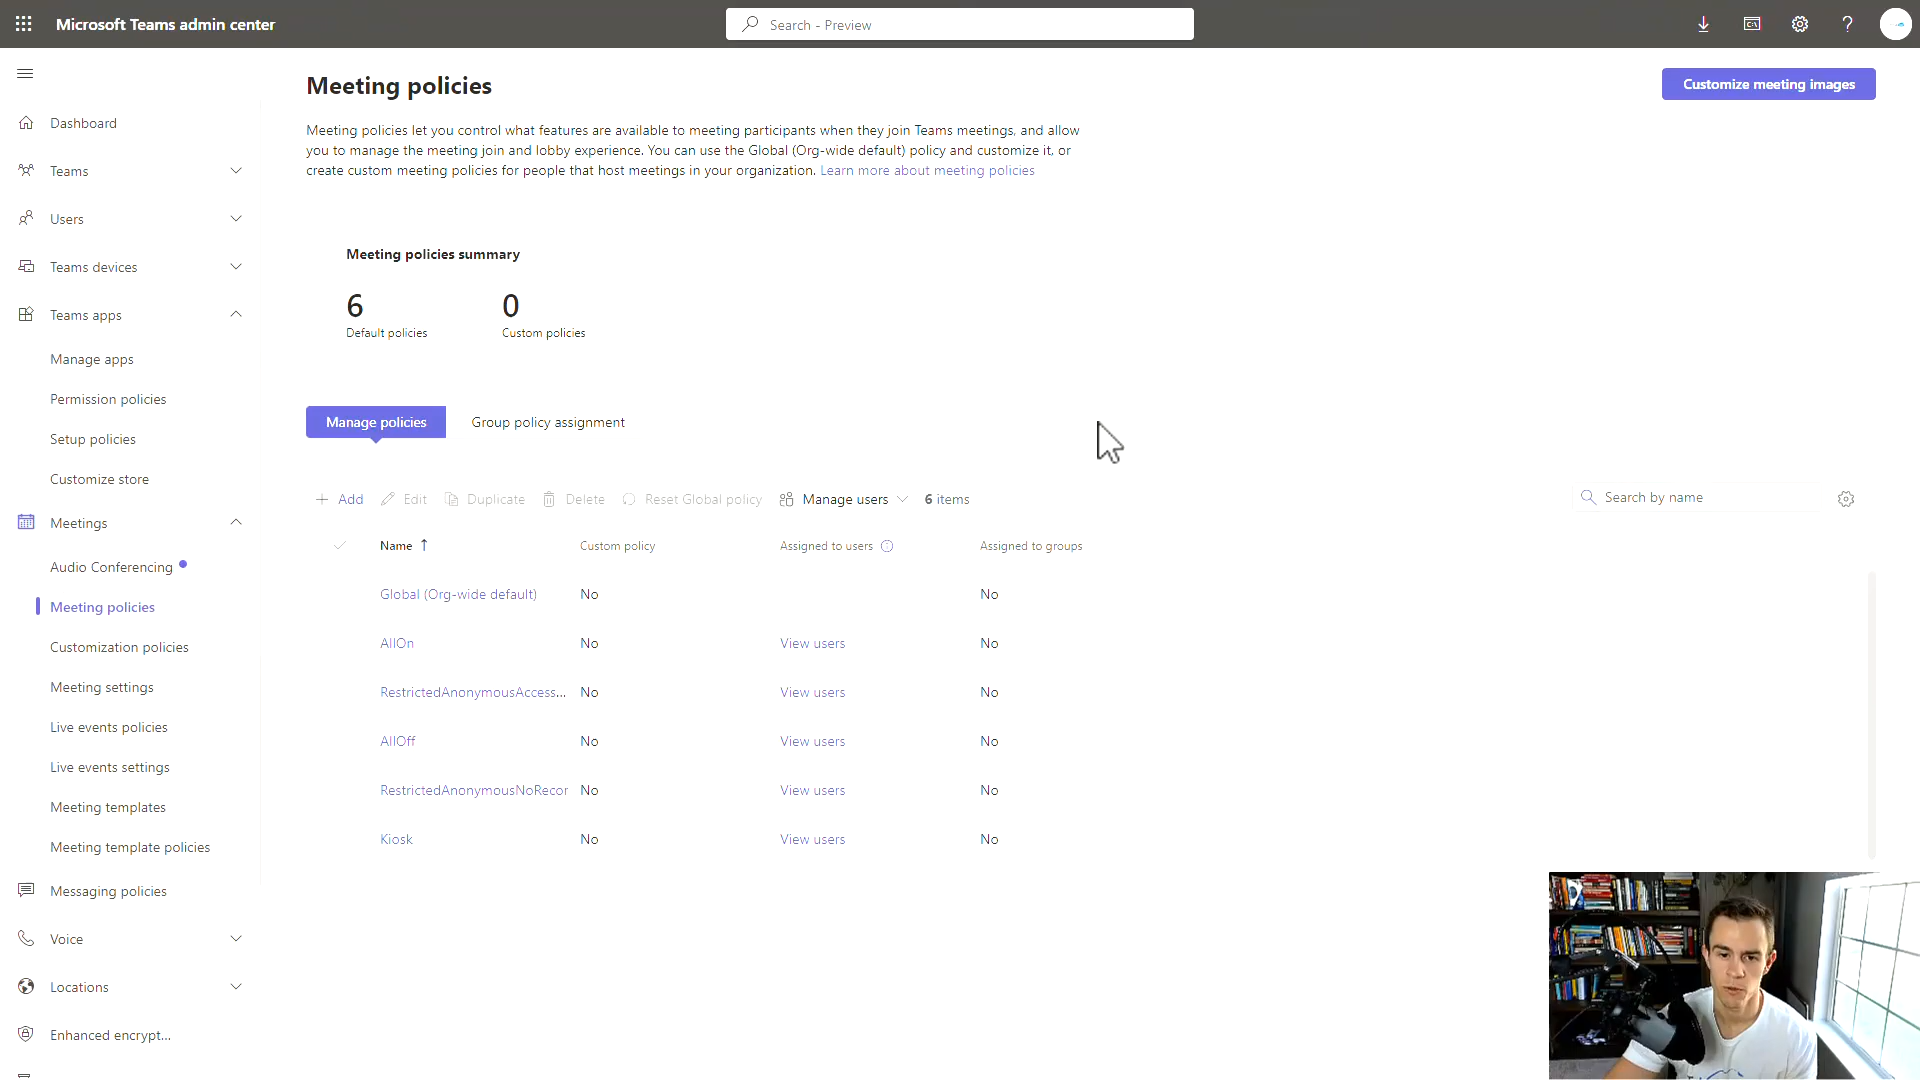 Microsoft Teams admin center
Search - Preview
Meeting policies
Customize meeting images
Meeting policies let you control what features are available to meeting participants when they join Teams meetings, and allow
you to manage the meeting join and lobby experience. You can use the Global (Org-wide default) policy and customize it, or
create custom meeting policies for people that host meetings in your organization. Learn more about meeting policies
Dashboard
Teams
Users
Teams devices
Teams apps
Manage apps
Permission policies
Setup policies
Customize store
Meetings
Audio Conferencing
Meeting policies
Customization policies
Meeting settings
Live events policies
Live events settings
Meeting templates
Meeting template policies
Messaging policies
Voice
Locations
Enhanced encrypt...
Meeting policies summary
6 0
Default policies Custom policies
Manage policies Group policy assignment
Add Edit Duplicate Delete Reset Global policy Manage users 6 items Search by name
Name ↑ Custom policy Assigned to users Assigned to groups
Global (Org-wide default) No No
AllOn No View users No
RestrictedAnonymousAccess... No View users No
AllOff No View users No
RestrictedAnonymousNoRecor No View users No
Kiosk No View users No